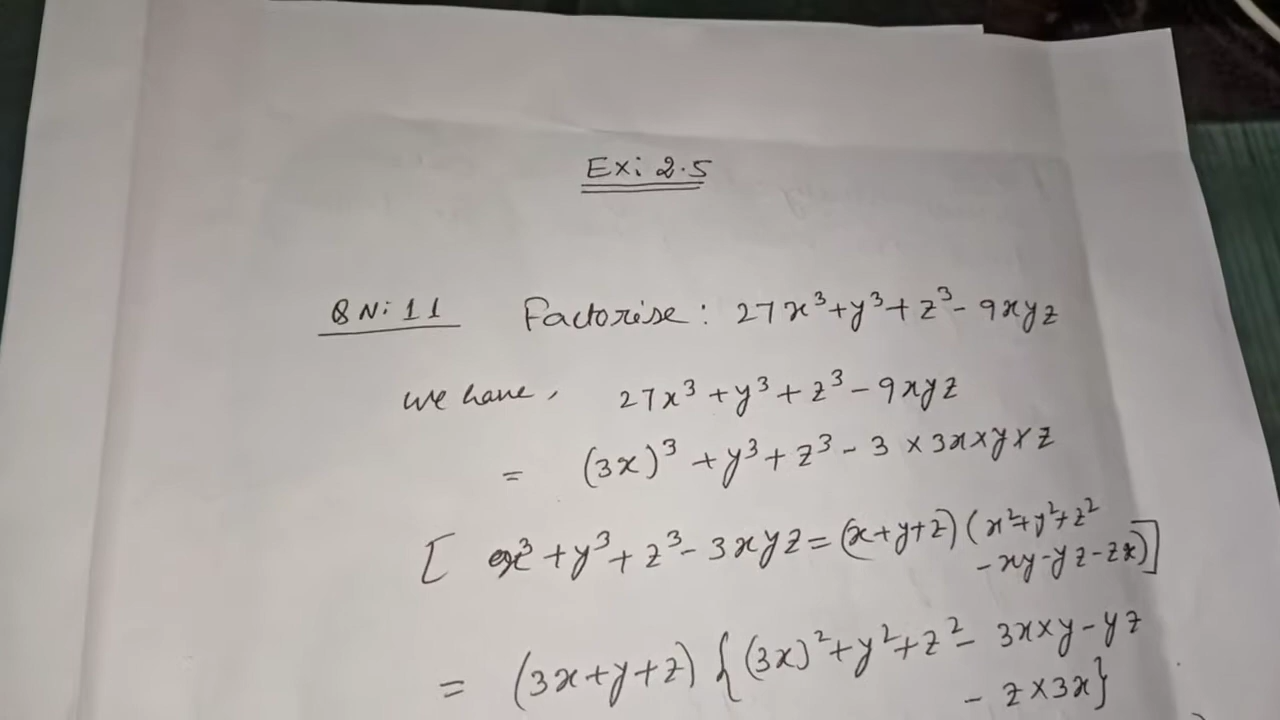 Ex: 2.5
Q N: 11 Factorise: 27x³+y³+z³-9xyz
we have, 27x³+y³+z³-9xyz
= (3x)³+y³+z³-3×3x×y×z
[ x³+y³+z³-3xyz=(x+y+z)(x²+y²+z²
-xy-yz-zx)]
= (3x+y+z) {(3x)²+y²+z²- 3x×y-yz
- z×3x}